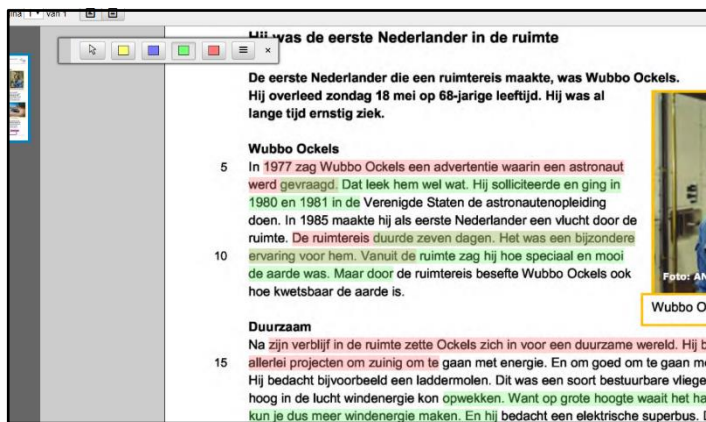 ina 1 van 1
Hij was de eerste Nederlander in de ruimte
De eerste Nederlander die een ruimtereis maakte, was Wubbo Ockels.
Hij overleed zondag 18 mei op 68-jarige leeftijd. Hij was al
lange tijd ernstig ziek.
Wubbo Ockels
5 In 1977 zag Wubbo Ockels een advertentie waarin een astronaut
werd gevraagd. Dat leek hem wel wat. Hij solliciteerde en ging in
1980 en 1981 in de Verenigde Staten de astronautenopleiding
doen. In 1985 maakte hij als eerste Nederlander een vlucht door de
ruimte. De ruimtereis duurde zeven dagen. Het was een bijzondere
10 ervaring voor hem. Vanuit de ruimte zag hij hoe speciaal en mooi
de aarde was. Maar door de ruimtereis besefte Wubbo Ockels ook
hoe kwetsbaar de aarde is.
Foto: AN
Wubbo O
Duurzaam
Na zijn verblijf in de ruimte zette Ockels zich in voor een duurzame wereld. Hij b
15 allerlei projecten om zuinig om te gaan met energie. En om goed om te gaan m
Hij bedacht bijvoorbeeld een laddermolen. Dit was een soort bestuurbare vliege
hoog in de lucht windenergie kon opwekken. Want op grote hoogte waait het ha
kun je dus meer windenergie maken. En hij bedacht een elektrische superbus. D